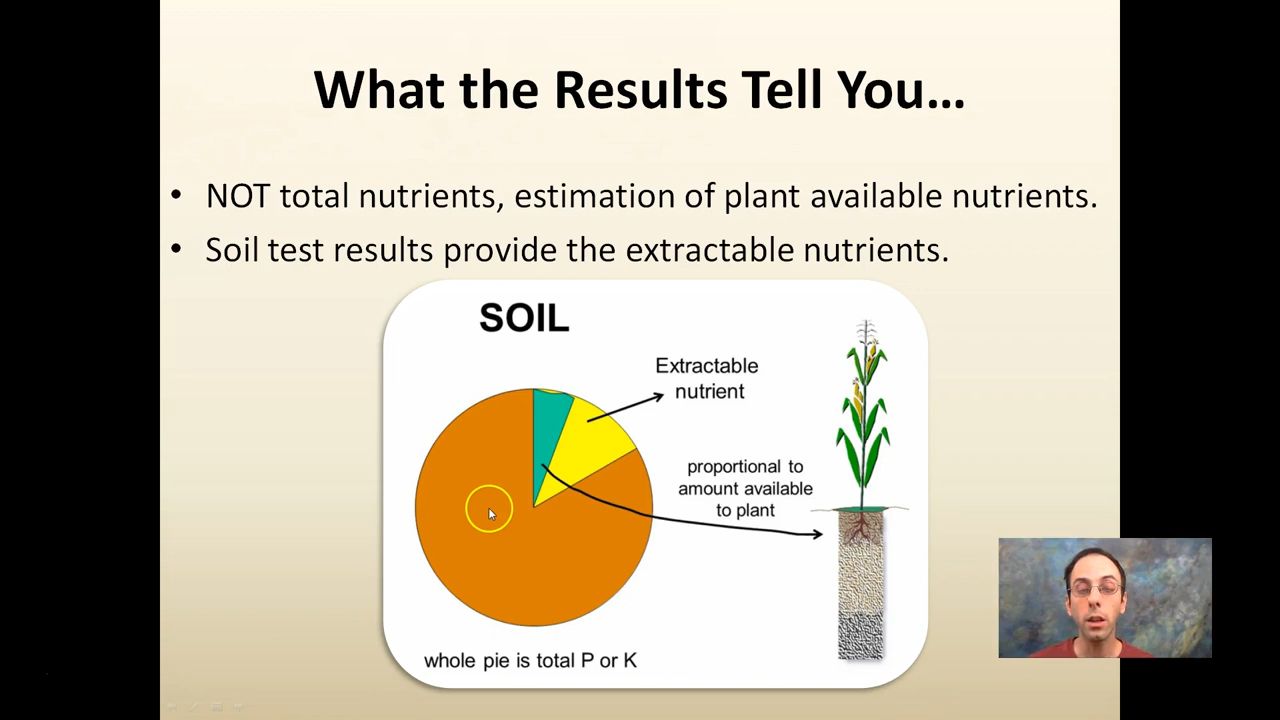 What the Results Tell You…
• NOT total nutrients, estimation of plant available nutrients.
• Soil test results provide the extractable nutrients.
SOIL
Extractable
nutrient
proportional to
amount available
to plant
whole pie is total P or K